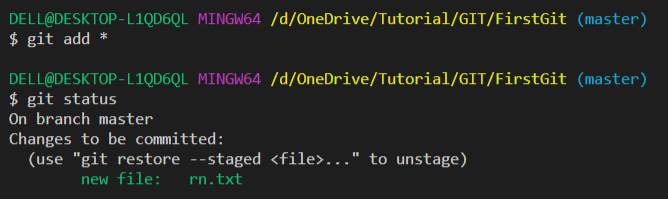 DELL@DESKTOP-L1QD6QL MINGW64 /d/OneDrive/Tutorial/GIT/FirstGit (master)
$ git add *
DELL@DESKTOP-L1QD6QL MINGW64 /d/OneDrive/Tutorial/GIT/FirstGit (master)
$ git status
On branch master
Changes to be committed:
  (use "git restore --staged <file>..." to unstage)
        new file:   rn.txt